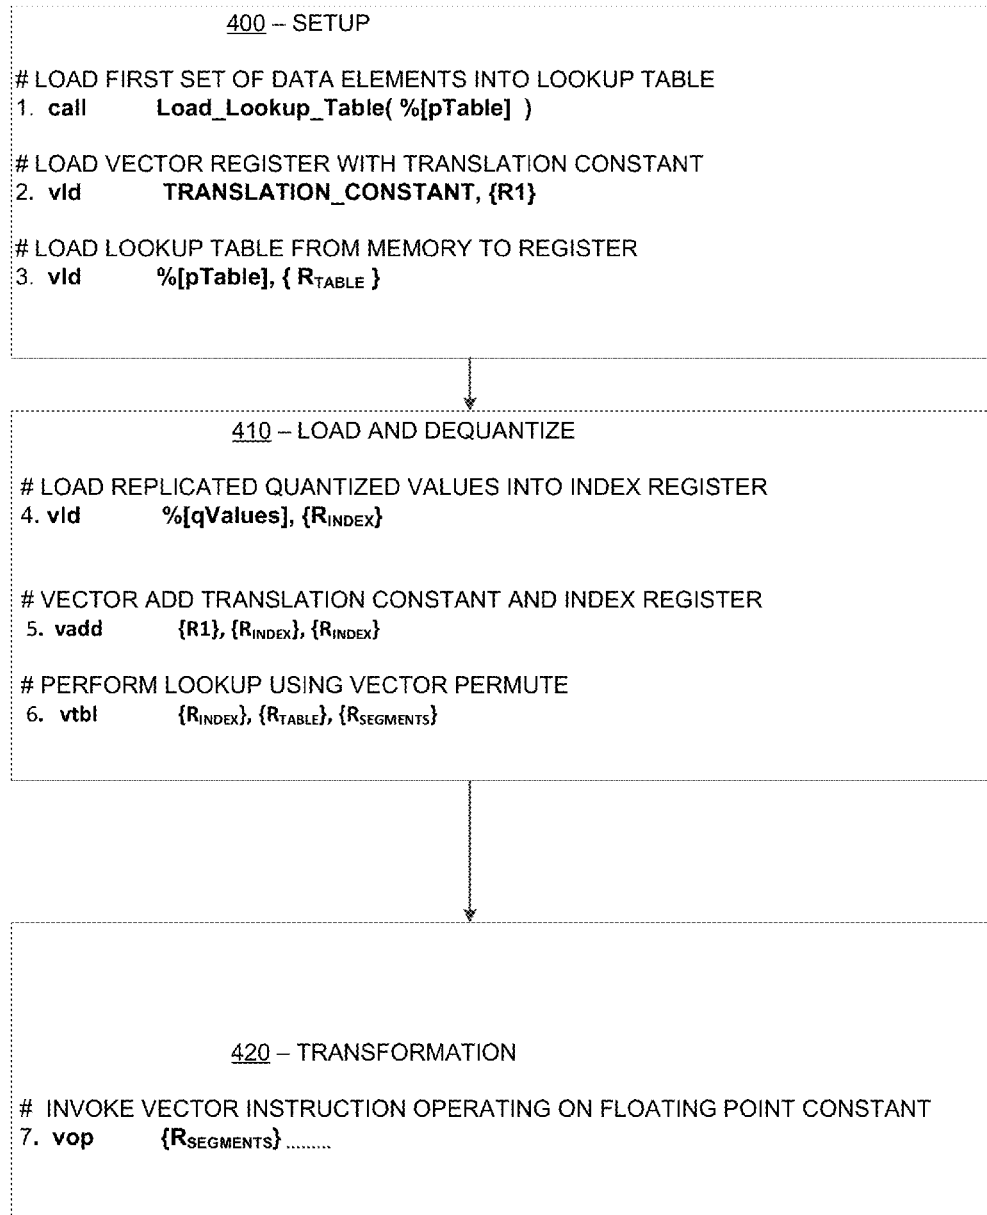 400 – SETUP
# LOAD FIRST SET OF DATA ELEMENTS INTO LOOKUP TABLE
1. call Load_Lookup_Table( %[pTable] )
# LOAD VECTOR REGISTER WITH TRANSLATION CONSTANT
2. vld TRANSLATION_CONSTANT, {R1}
# LOAD LOOKUP TABLE FROM MEMORY TO REGISTER
3. vld %[pTable], { RTABLE }
410 – LOAD AND DEQUANTIZE
# LOAD REPLICATED QUANTIZED VALUES INTO INDEX REGISTER
4. vld %[qValues], {RINDEX}
# VECTOR ADD TRANSLATION CONSTANT AND INDEX REGISTER
5. vadd {R1}, {RINDEX}, {RINDEX}
# PERFORM LOOKUP USING VECTOR PERMUTE
6. vtbl {RINDEX}, {RTABLE}, {RSEGMENTS}
420 – TRANSFORMATION
# INVOKE VECTOR INSTRUCTION OPERATING ON FLOATING POINT CONSTANT
7. vop {RSEGMENTS} .........